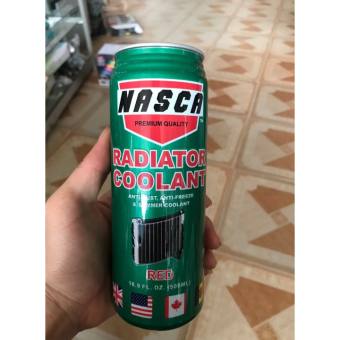 NASCA
PREMIUM QUALITY
RADIATOR
COOLANT
ANTI-RUST, ANTI-FREEZE
& SUMMER COOLANT
RED
16.9 FL. OZ. (500ML)